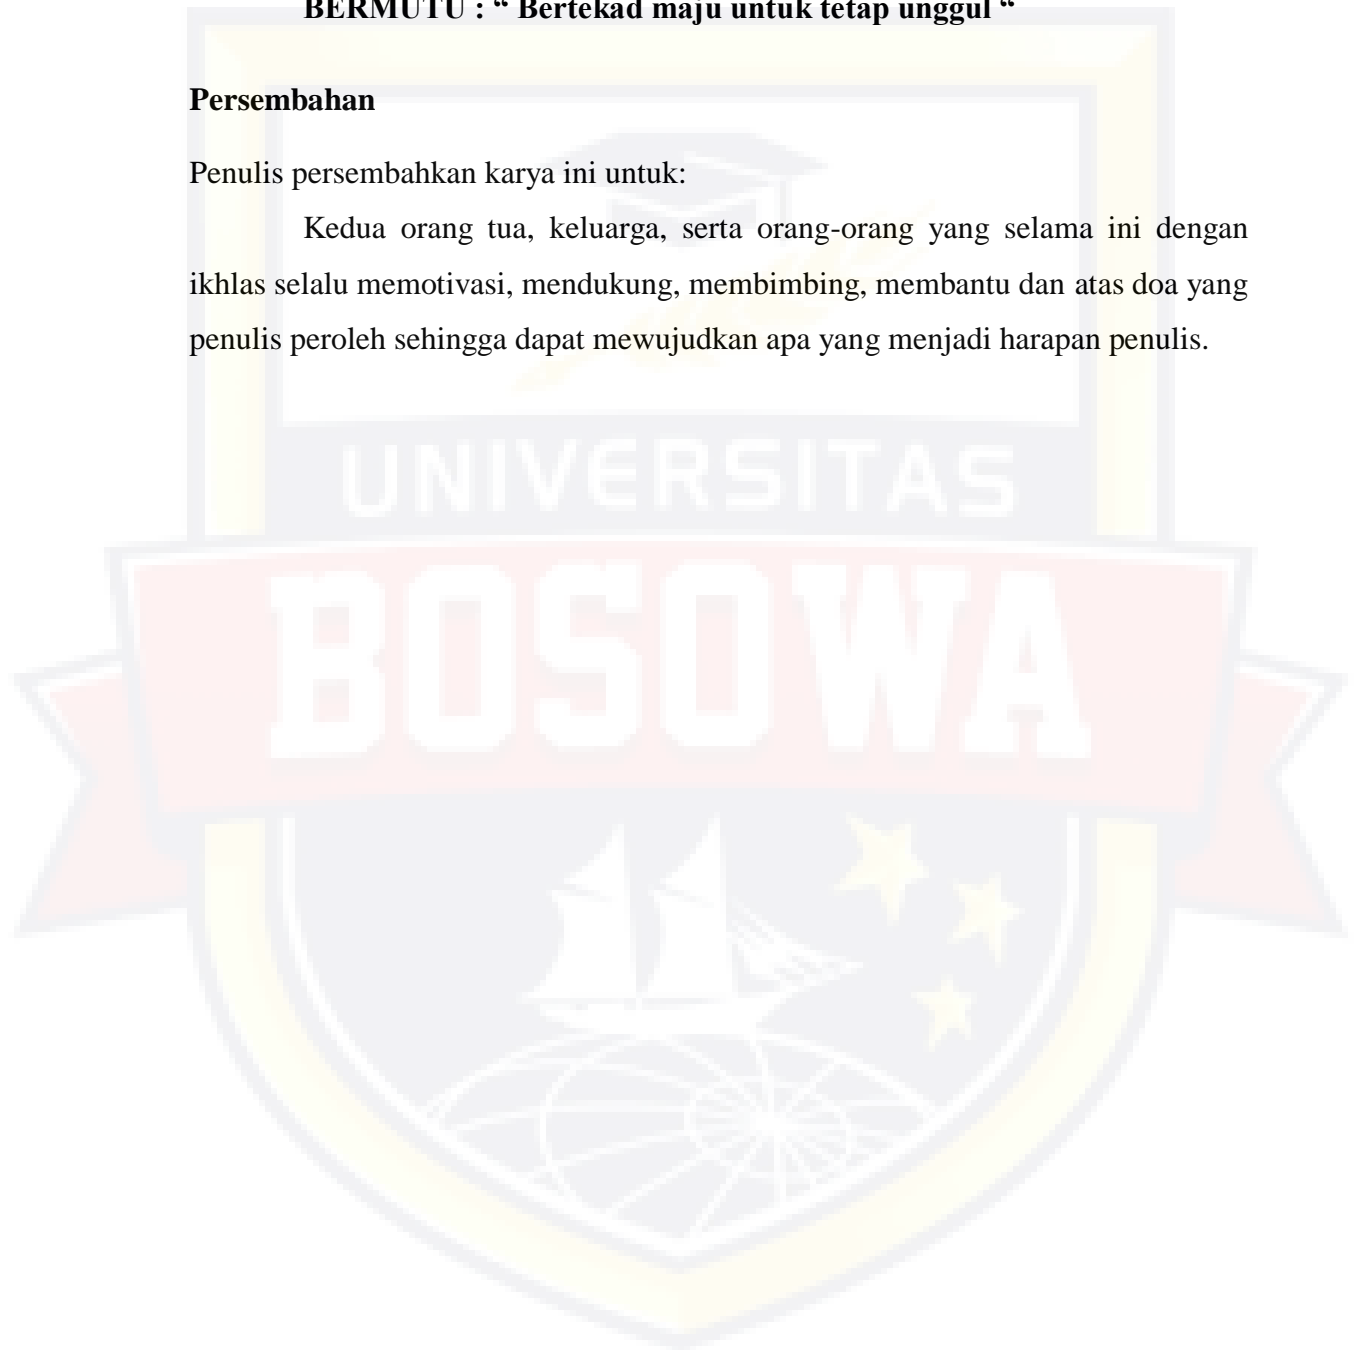 BERMUTU : “ Bertekad maju untuk tetap unggul “
Persembahan
Penulis persembahkan karya ini untuk:
Kedua orang tua, keluarga, serta orang-orang yang selama ini dengan
ikhlas selalu memotivasi, mendukung, membimbing, membantu dan atas doa yang
penulis peroleh sehingga dapat mewujudkan apa yang menjadi harapan penulis.
UNIVERSITAS
BOSOWA